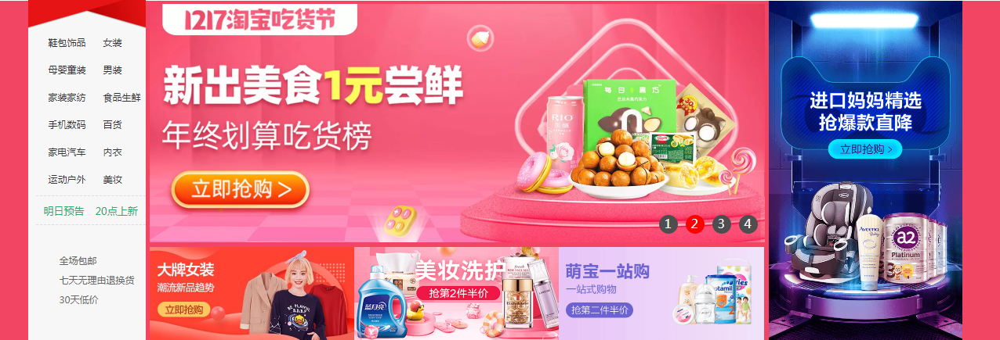 鞋包饰品 女装
母婴童装 男装
家装家纺 食品生鲜
手机数码 百货
家电汽车 内衣
运动户外 美妆
明日预告 20点上新
全场包邮
七天无理由退换货
30天低价
1217淘宝吃货节
新出美食1元尝鲜
年终划算吃货榜
立即抢购 >
RIO
每日黑巧
1 2 3 4
大牌女装
潮流新品趋势
立即抢购
美妆洗护
抢第2件半价
蓝月亮
萌宝一站购
一站式购物
抢第二件半价
进口妈妈精选
抢爆款直降
立即抢购 >
Aveeno
Baby
a2
Platinum
3